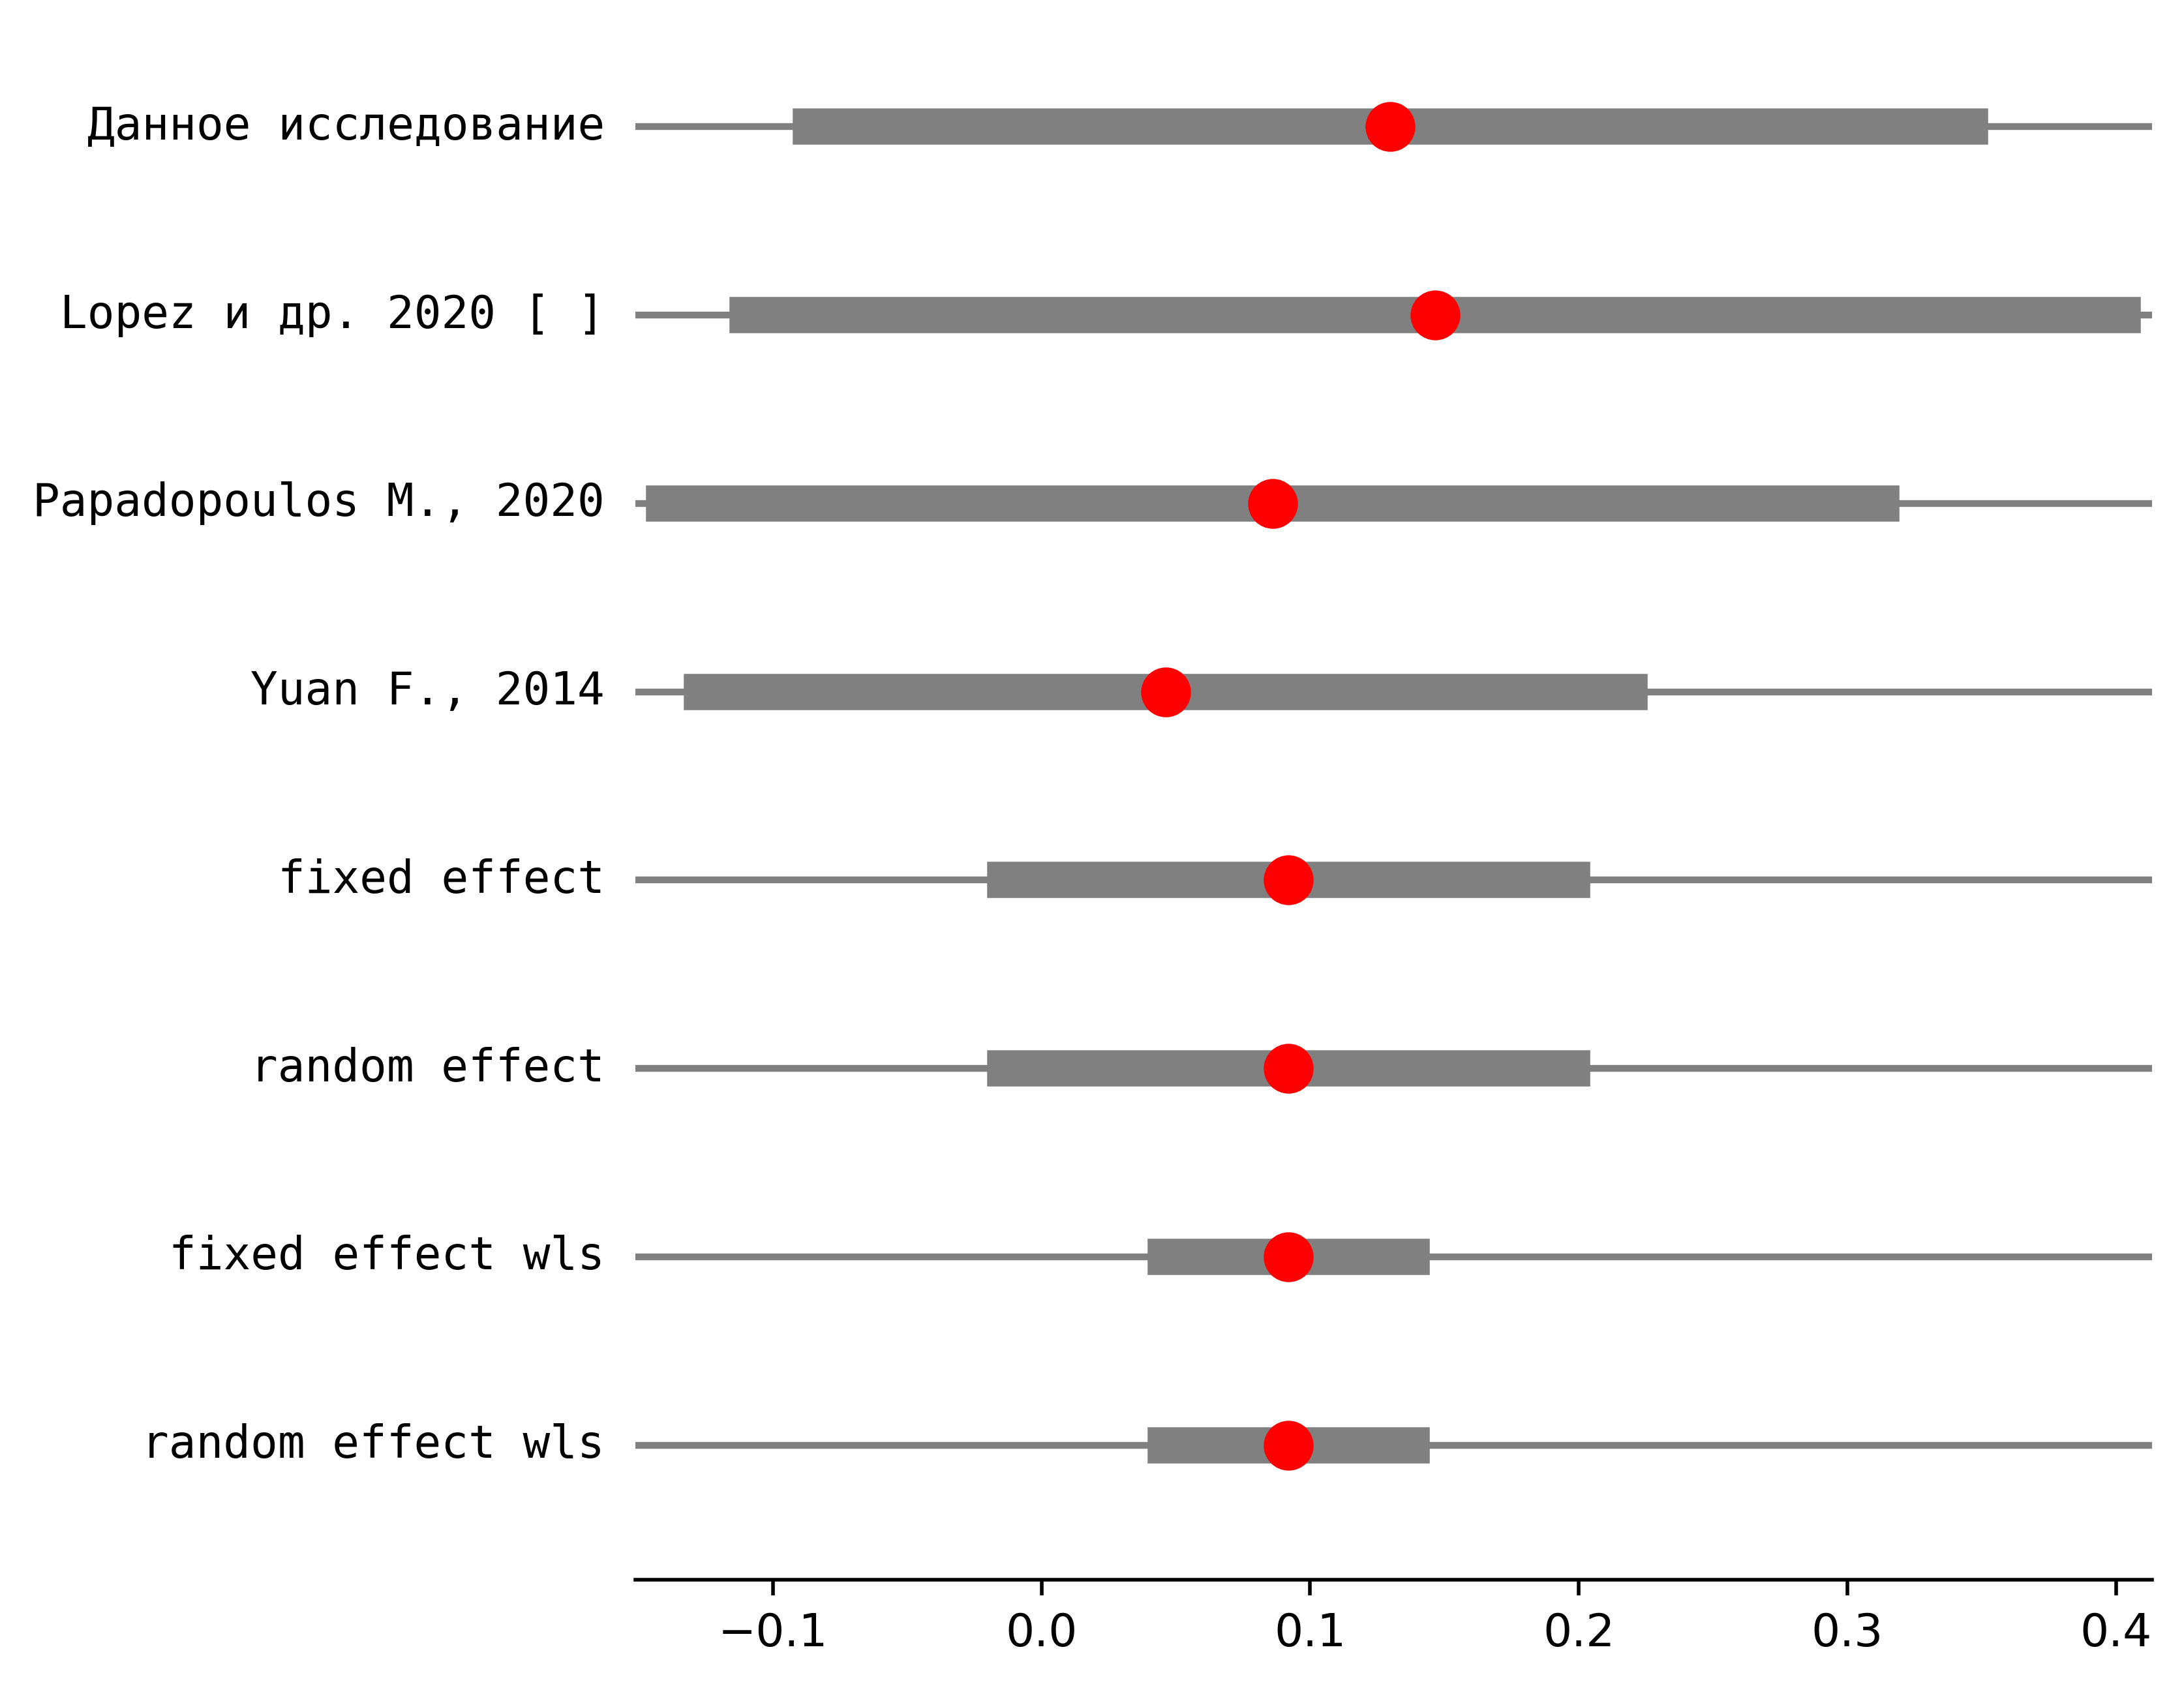 Данное исследование
Lopez и др. 2020 [ ]
Papadopoulos M., 2020
Yuan F., 2014
fixed effect
random effect
fixed effect wls
random effect wls
−0.1 0.0 0.1 0.2 0.3 0.4